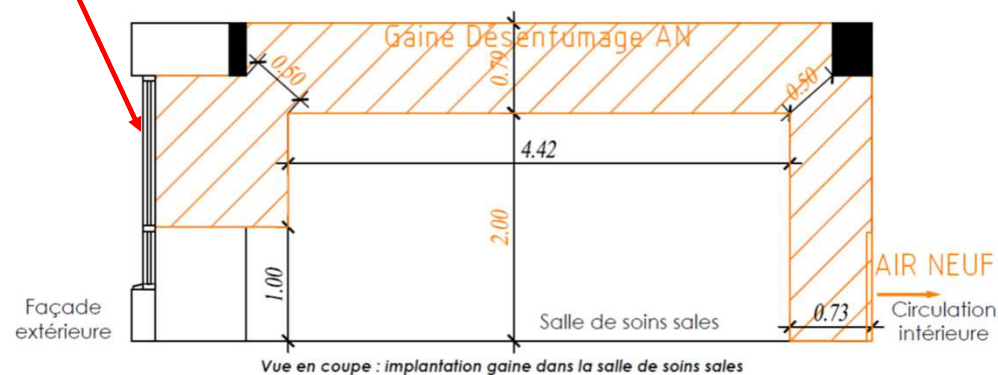 Gaine Désenfumage AN
0.50
0.79
0.50
4.42
2.00
1.00
AIR NEUF
Façade
extérieure
Salle de soins sales
0.73
Circulation
intérieure
Vue en coupe : implantation gaine dans la salle de soins sales